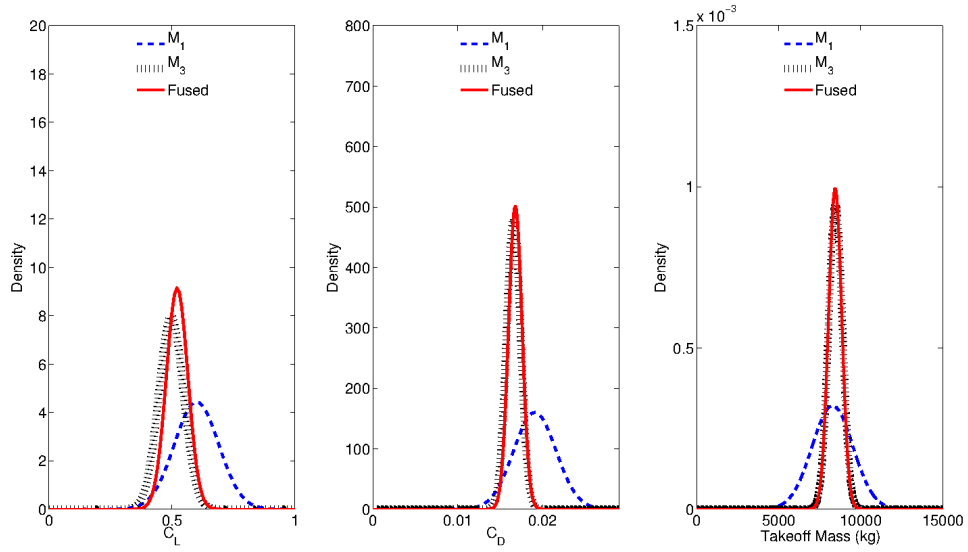 20
18
16
14
12
10
8
6
4
2
0
Density
0
0.5
1
C_L
M_1
M_3
Fused
800
700
600
500
400
300
200
100
0
Density
0
0.01
0.02
C_D
M_1
M_3
Fused
1.5 × 10^-3
1
0.5
0
Density
0
5000
10000
15000
Takeoff Mass (kg)
M_1
M_3
Fused